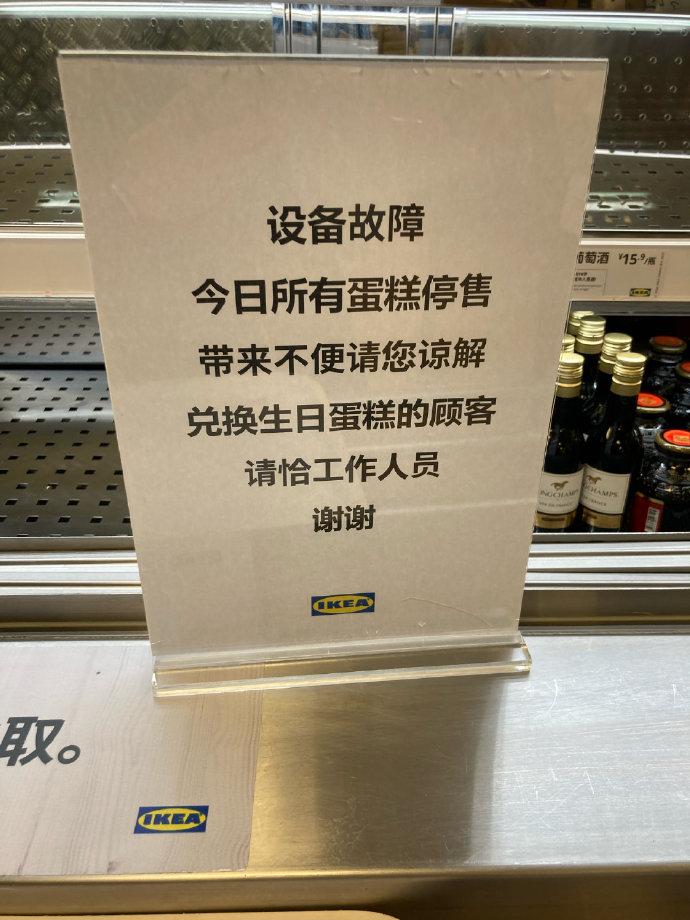 设备故障
今日所有蛋糕停售
带来不便请您谅解
兑换生日蛋糕的顾客
请恰工作人员
谢谢
IKEA
葡萄酒 ¥15.9/瓶
IKEA
取。
IKEA